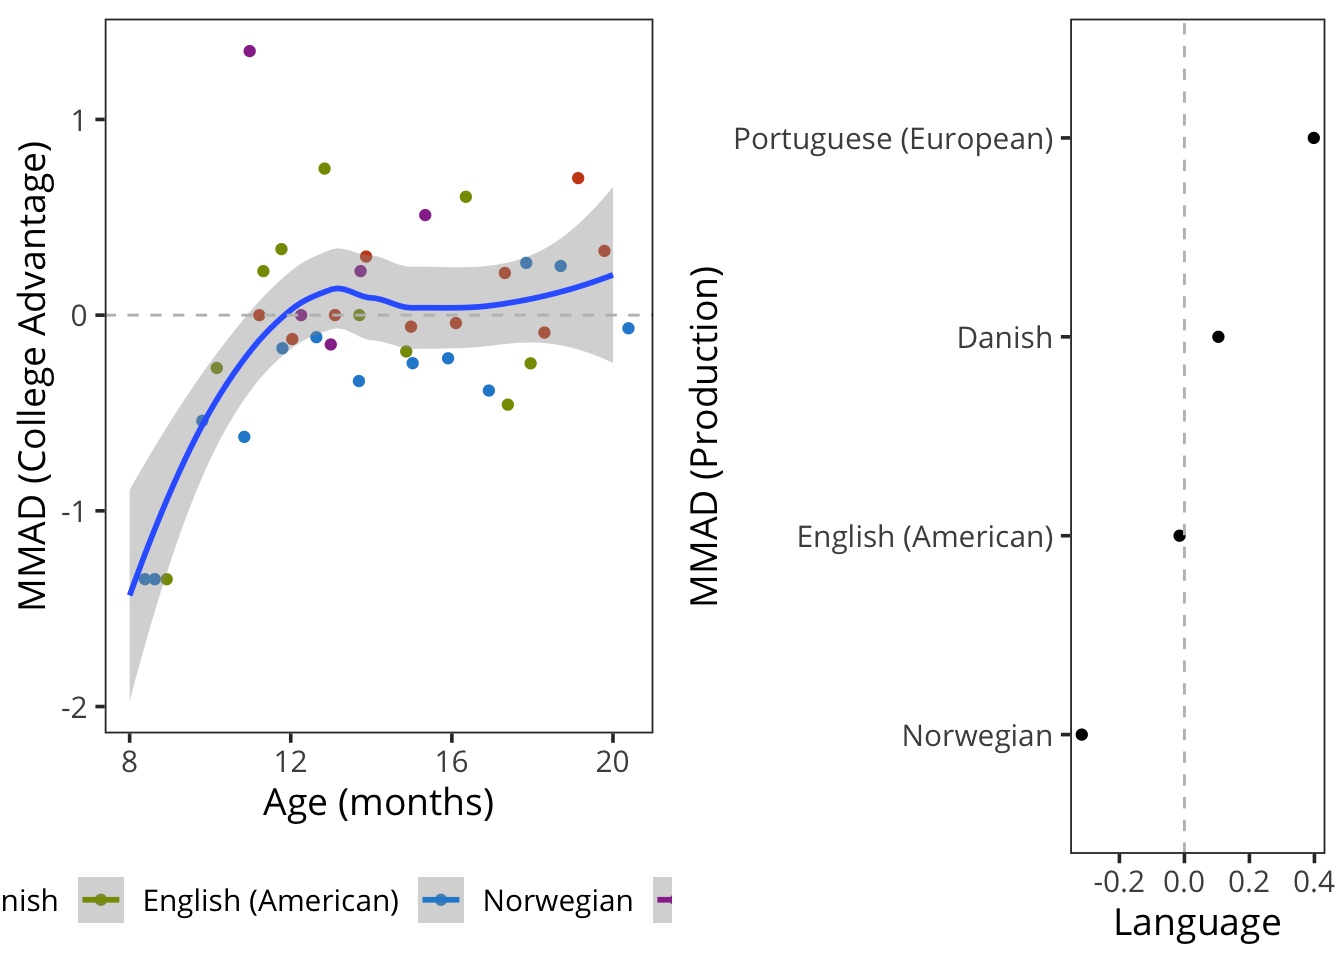 MMAD (College Advantage)
1
0
-1
-2
8 12 16 20
Age (months)
nish English (American) Norwegian
MMAD (Production)
Portuguese (European)
Danish
English (American)
Norwegian
-0.2 0.0 0.2 0.4
Language